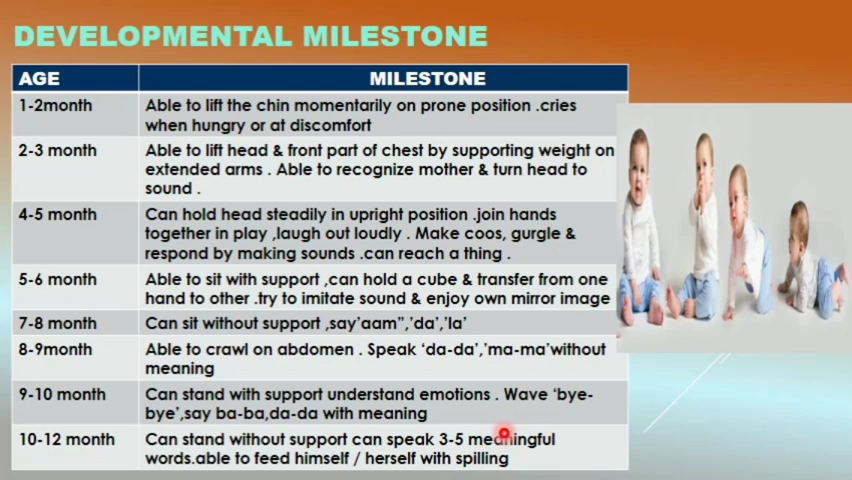 DEVELOPMENTAL MILESTONE
AGE MILESTONE
1-2month Able to lift the chin momentarily on prone position .cries
when hungry or at discomfort
2-3 month Able to lift head & front part of chest by supporting weight on
extended arms . Able to recognize mother & turn head to
sound .
4-5 month Can hold head steadily in upright position .join hands
together in play ,laugh out loudly . Make coos, gurgle &
respond by making sounds .can reach a thing .
5-6 month Able to sit with support ,can hold a cube & transfer from one
hand to other .try to imitate sound & enjoy own mirror image
7-8 month Can sit without support ,say'aam",'da','la'
8-9month Able to crawl on abdomen . Speak 'da-da','ma-ma'without
meaning
9-10 month Can stand with support understand emotions . Wave 'bye-
bye',say ba-ba,da-da with meaning
10-12 month Can stand without support can speak 3-5 meaningful
words.able to feed himself / herself with spilling